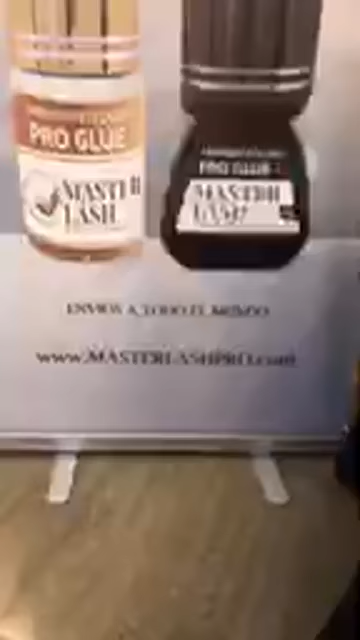 PRO GLUE
MASTER
LASH
PRO GLUE
MASTER
LASH
ENVIOS A TODO EL MUNDO
www.MASTERLASHPRO.com